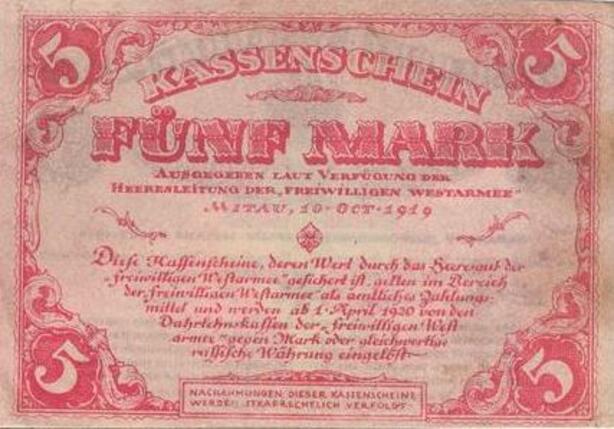 5 5
KASSENSCHEIN
FÜNF MARK
AUSGEGEBEN LAUT VERFÜGUNG DER
HEERESLEITUNG DER „FREIWILLIGEN WESTARMEE"
MITAU, 10·OCT·1919
Diese Kassenscheine, deren Wert durch das Heeresgut der
„freiwilligen Westarmee" gesichert ist, gelten im Bereich
der „freiwilligen Westarmee" als amtliches Zahlungs-
mittel und werden ab 1·April 1920 von den
Dahrlehnskassen der „freiwilligen West
armee" gegen Mark oder gleichwertige
russische Währung eingelöst·
5 5
NACHAHMUNGEN DIESER KASSENSCHEINE
WERDEN STRAFRECHTLICH VERFOLGT·